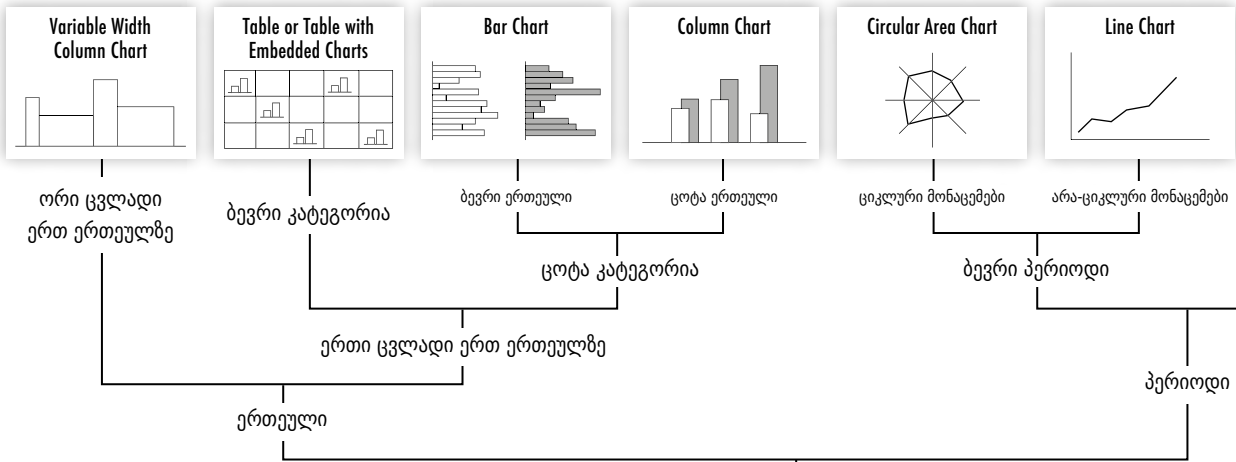 Variable Width
Column Chart
Table or Table with
Embedded Charts
Bar Chart
Column Chart
Circular Area Chart
Line Chart
ორი ცვლადი
ერთ ერთეულზე
ბევრი კატეგორია
ბევრი ერთეული
ცოტა ერთეული
ციკლური მონაცემები
არა-ციკლური მონაცემები
ცოტა კატეგორია
ბევრი პერიოდი
ერთი ცვლადი ერთ ერთეულზე
პერიოდი
ერთეული